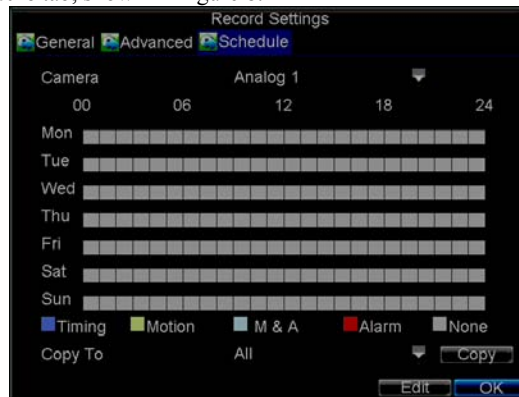 Record Settings
General Advanced Schedule
Camera Analog 1
00 06 12 18 24
Mon
Tue
Wed
Thu
Fri
Sat
Sun
Timing Motion M & A Alarm None
Copy To All Copy
Edit OK